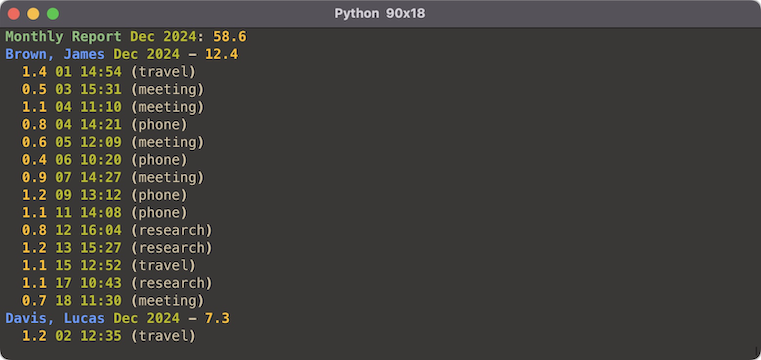 Python 90x18
Monthly Report Dec 2024: 58.6
Brown, James Dec 2024 – 12.4
  1.4 01 14:54 (travel)
  0.5 03 15:31 (meeting)
  1.1 04 11:10 (meeting)
  0.8 04 14:21 (phone)
  0.6 05 12:09 (meeting)
  0.4 06 10:20 (phone)
  0.9 07 14:27 (meeting)
  1.2 09 13:12 (phone)
  1.1 11 14:08 (phone)
  0.8 12 16:04 (research)
  1.2 13 15:27 (research)
  1.1 15 12:52 (travel)
  1.1 17 10:43 (research)
  0.7 18 11:30 (meeting)
Davis, Lucas Dec 2024 – 7.3
  1.2 02 12:35 (travel)